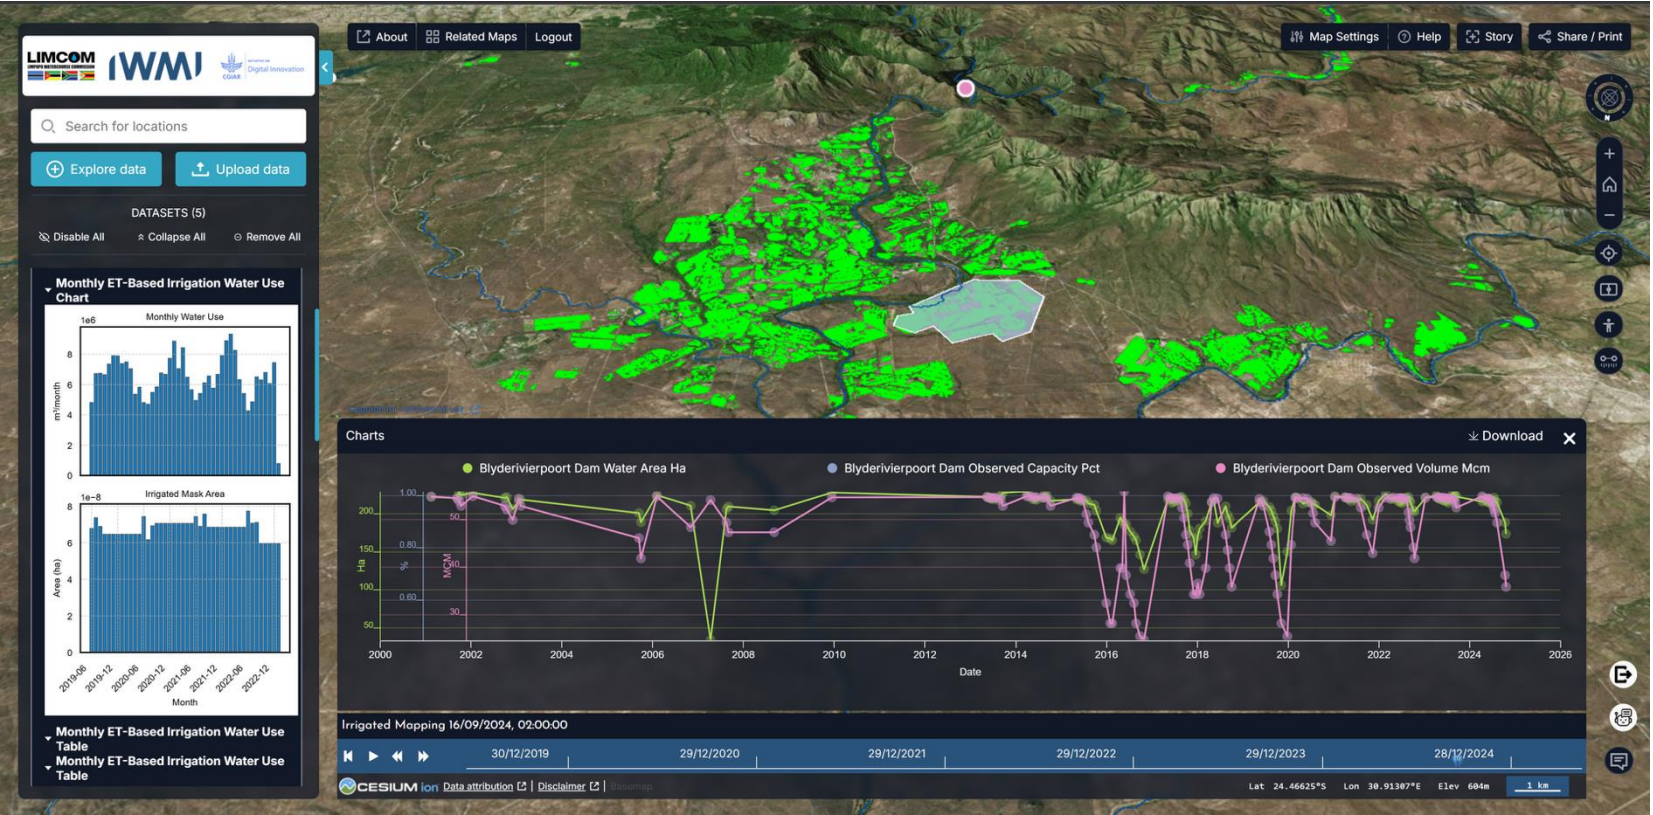 About
Related Maps
Logout
Map Settings
Help
Story
Share / Print
LIMCOM
LIMPOPO WATERCOURSE COMMISSION
IWMI
CGIAR
INITIATIVE ON
Digital Innovation
Search for locations
Explore data
Upload data
DATASETS (5)
Disable All
Collapse All
Remove All
Monthly ET-Based Irrigation Water Use
Chart
1e6
Monthly Water Use
8
6
4
2
0
m³/month
1e-8
Irrigated Mask Area
8
6
4
2
0
Area (ha)
2019-06
2019-12
2020-06
2020-12
2021-06
2021-12
2022-06
2022-12
Month
Monthly ET-Based Irrigation Water Use
Table
Monthly ET-Based Irrigation Water Use
Table
Charts
Download
Blyderivierpoort Dam Water Area Ha
Blyderivierpoort Dam Observed Capacity Pct
Blyderivierpoort Dam Observed Volume Mcm
200
150
100
50
Ha
1.00
0.80
0.60
%
50
40
30
MCM
2000
2002
2004
2006
2008
2010
2012
2014
2016
2018
2020
2022
2024
2026
Date
Irrigated Mapping 16/09/2024, 02:00:00
30/12/2019
29/12/2020
29/12/2021
29/12/2022
29/12/2023
28/12/2024
CESIUM ion
Data attribution
Disclaimer
Basemap
Lat 24.46625°S
Lon 30.91307°E
Elev 604m
1 km